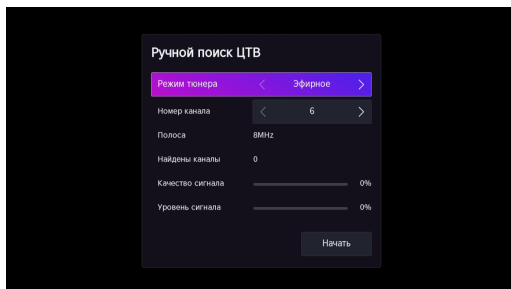 Ручной поиск ЦТВ
Режим тюнера Эфирное
Номер канала 6
Полоса 8MHz
Найдены каналы 0
Качество сигнала 0%
Уровень сигнала 0%
Начать